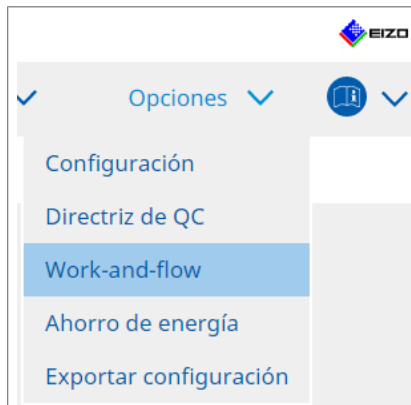 EIZO
Opciones
Configuración
Directriz de QC
Work-and-flow
Ahorro de energía
Exportar configuración